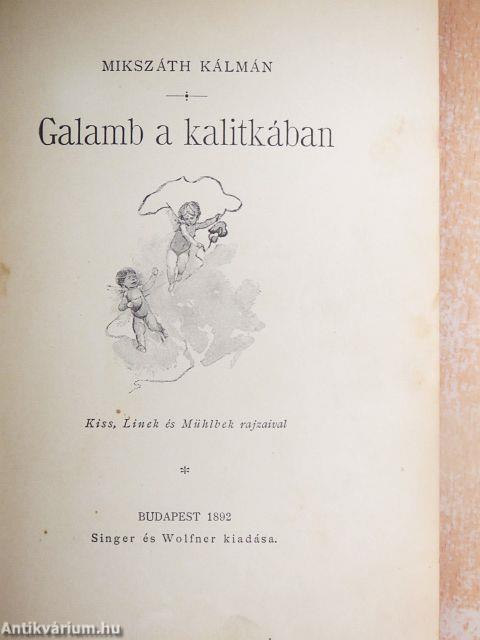 MIKSZÁTH KÁLMÁN
Galamb a kalitkában
Kiss, Linek és Mühlbek rajzaival
*
BUDAPEST 1892
Singer és Wolfner kiadása.
Antikvárium.hu